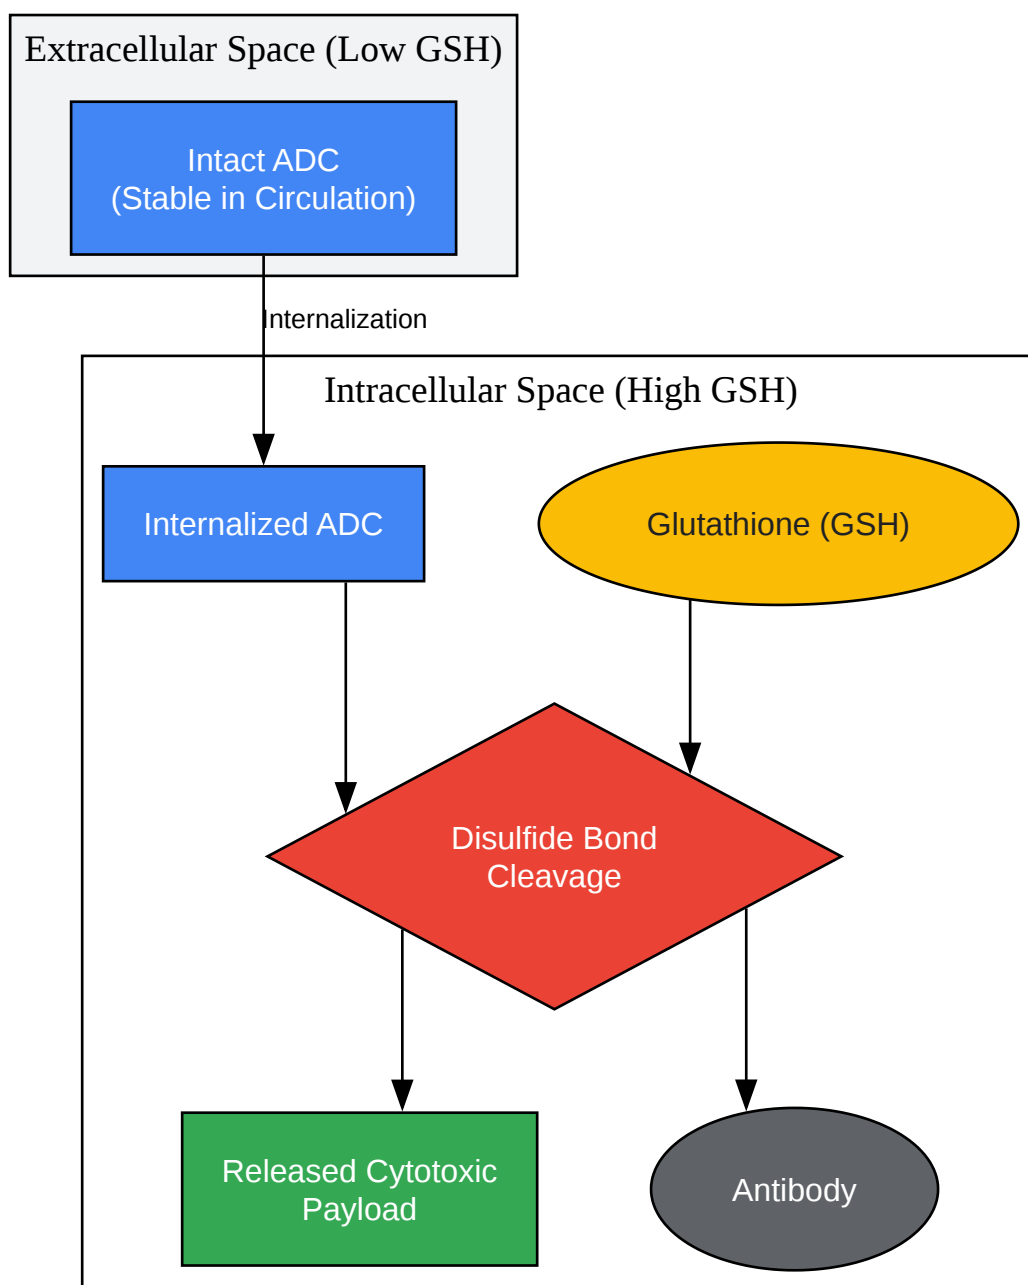 Extracellular Space (Low GSH)
Intact ADC
(Stable in Circulation)
Internalization
Intracellular Space (High GSH)
Internalized ADC
Glutathione (GSH)
Disulfide Bond
Cleavage
Released Cytotoxic
Payload
Antibody